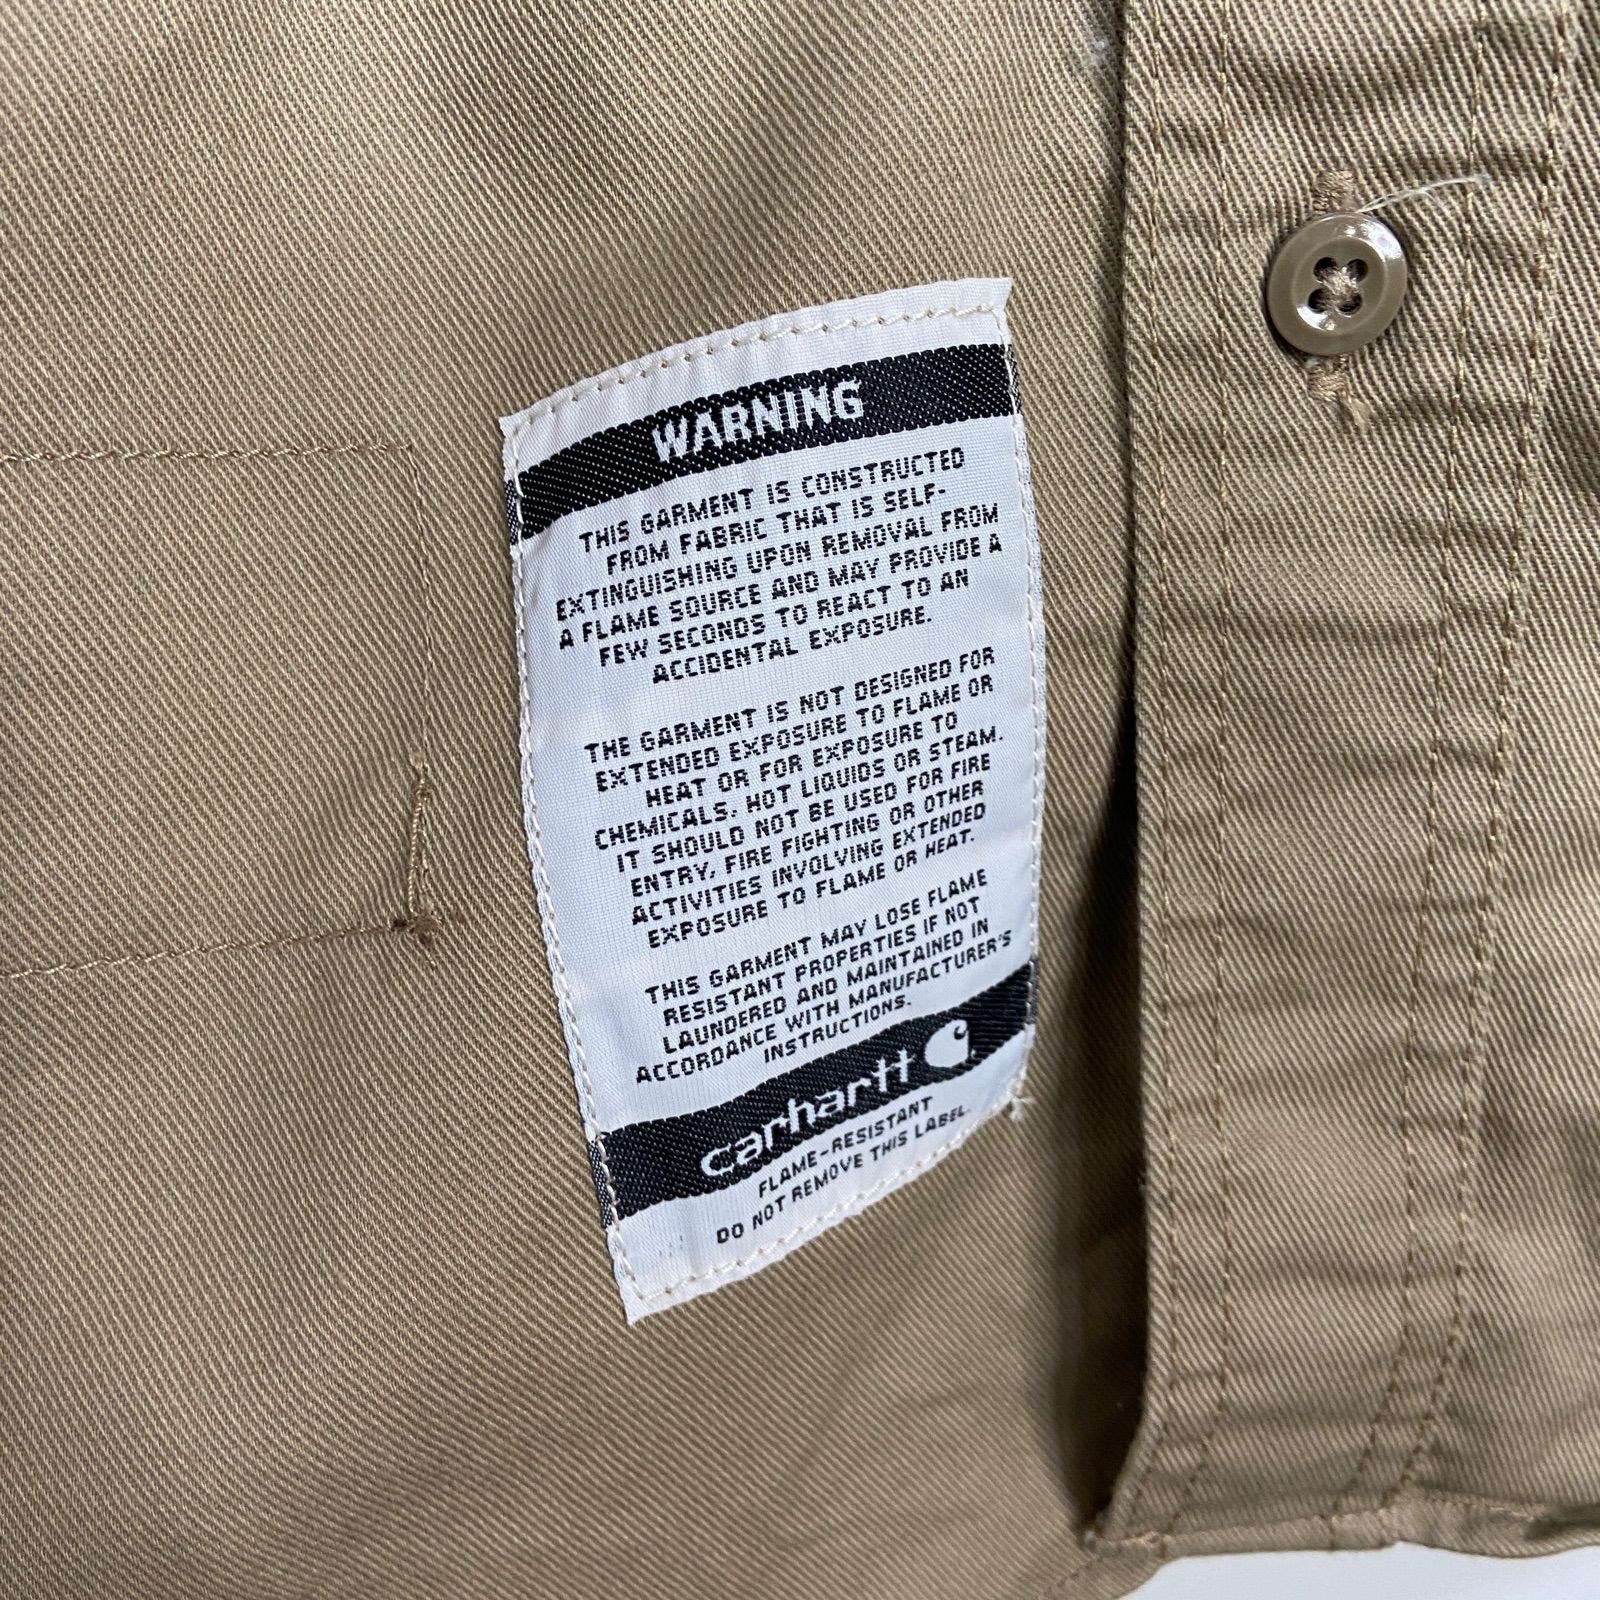 WARNING
THIS GARMENT IS CONSTRUCTED
FROM FABRIC THAT IS SELF-
EXTINGUISHING UPON REMOVAL FROM
A FLAME SOURCE AND MAY PROVIDE A
FEW SECONDS TO REACT TO AN
ACCIDENTAL EXPOSURE.
THE GARMENT IS NOT DESIGNED FOR
EXTENDED EXPOSURE TO FLAME OR
HEAT OR FOR EXPOSURE TO
CHEMICALS, HOT LIQUIDS OR STEAM.
IT SHOULD NOT BE USED FOR FIRE
ENTRY, FIRE FIGHTING OR OTHER
ACTIVITIES INVOLVING EXTENDED
EXPOSURE TO FLAME OR HEAT.
THIS GARMENT MAY LOSE FLAME
RESISTANT PROPERTIES IF NOT
LAUNDERED AND MAINTAINED IN
ACCORDANCE WITH MANUFACTURER'S
INSTRUCTIONS.
carhartt
FLAME-RESISTANT
DO NOT REMOVE THIS LABEL.